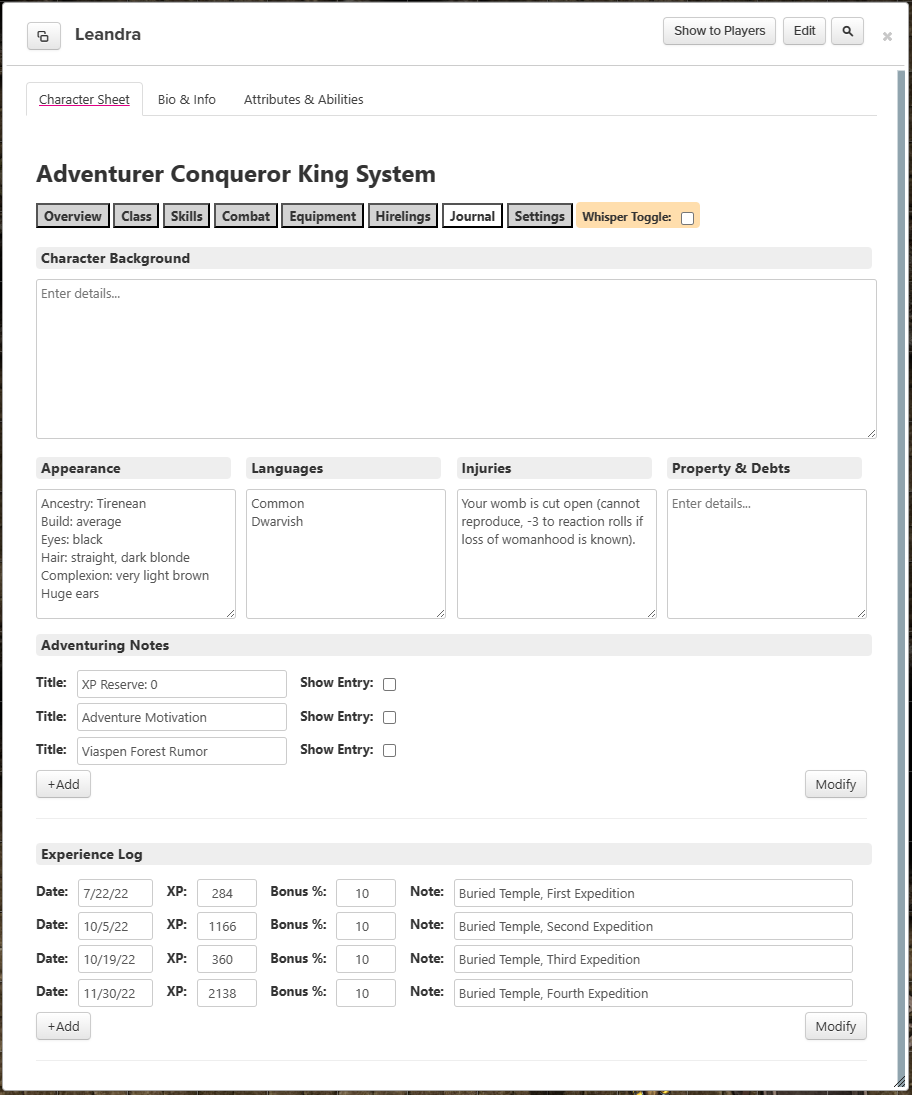 Leandra
Show to Players Edit
Character Sheet Bio & Info Attributes & Abilities
Adventurer Conqueror King System
Overview Class Skills Combat Equipment Hirelings Journal Settings Whisper Toggle:
Character Background
Enter details...
Appearance Languages Injuries Property & Debts
Ancestry: Tirenean
Build: average
Eyes: black
Hair: straight, dark blonde
Complexion: very light brown
Huge ears
Common
Dwarvish
Your womb is cut open (cannot
reproduce, -3 to reaction rolls if
loss of womanhood is known).
Enter details...
Adventuring Notes
Title: XP Reserve: 0 Show Entry:
Title: Adventure Motivation Show Entry:
Title: Viaspen Forest Rumor Show Entry:
+Add Modify
Experience Log
Date: 7/22/22 XP: 284 Bonus %: 10 Note: Buried Temple, First Expedition
Date: 10/5/22 XP: 1166 Bonus %: 10 Note: Buried Temple, Second Expedition
Date: 10/19/22 XP: 360 Bonus %: 10 Note: Buried Temple, Third Expedition
Date: 11/30/22 XP: 2138 Bonus %: 10 Note: Buried Temple, Fourth Expedition
+Add Modify